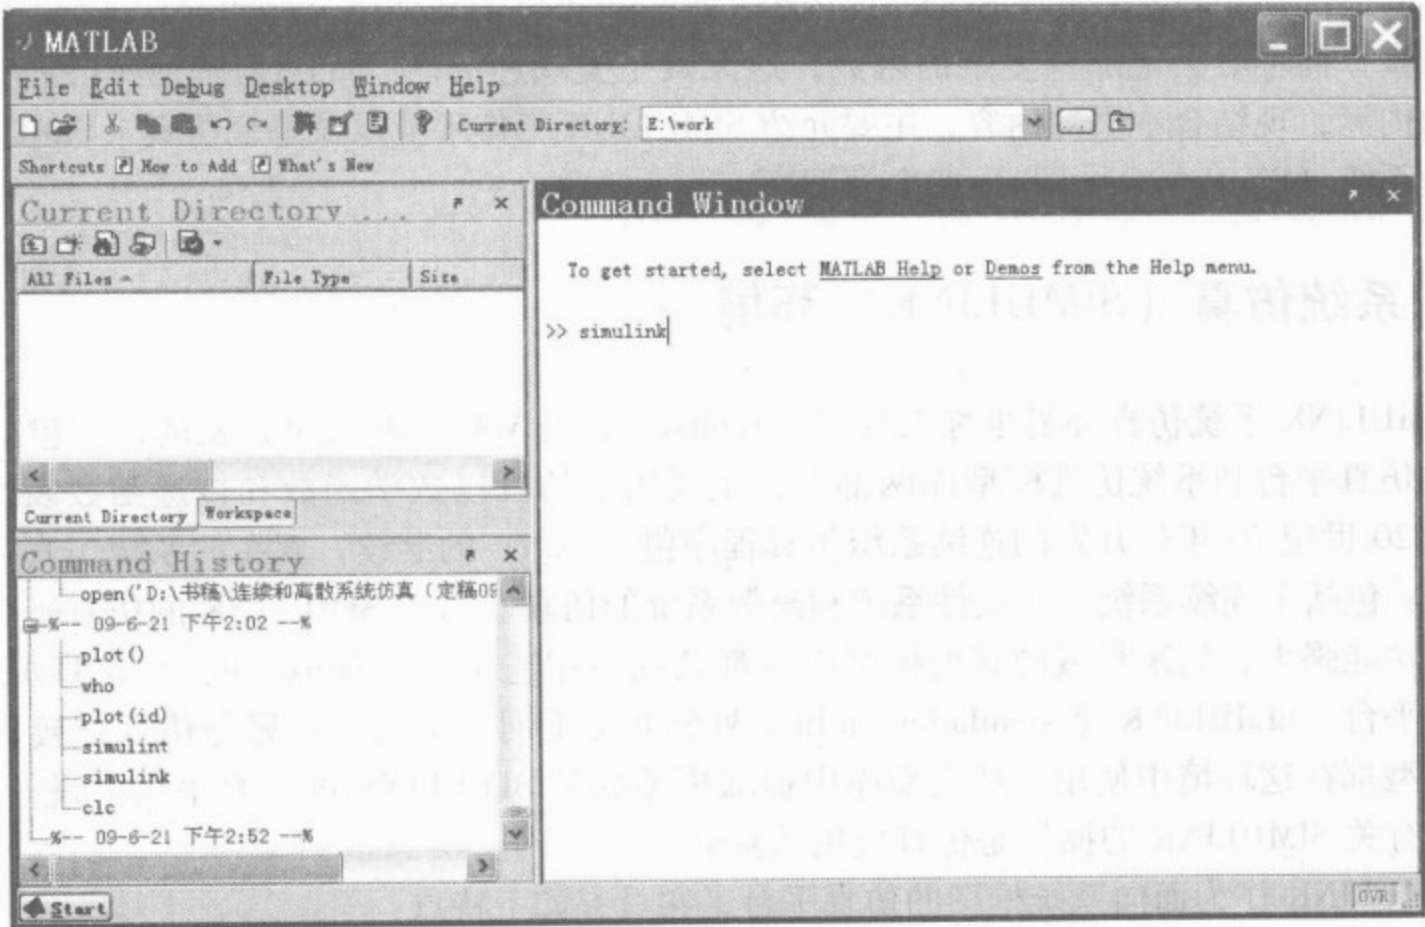 MATLAB
File Edit Debug Desktop Window Help
Current Directory: E:\work
Shortcuts How to Add What's New
Current Directory ...
All Files File Type Size
Current Directory Workspace
Command History
open('D:\书稿\连续和离散系统仿真（定稿05
%-- 09-6-21 下午2:02 --%
plot()
who
plot(id)
simulint
simulink
clc
%-- 09-6-21 下午2:52 --%
Command Window
To get started, select MATLAB Help or Demos from the Help menu.
>> simulink
Start
OVR